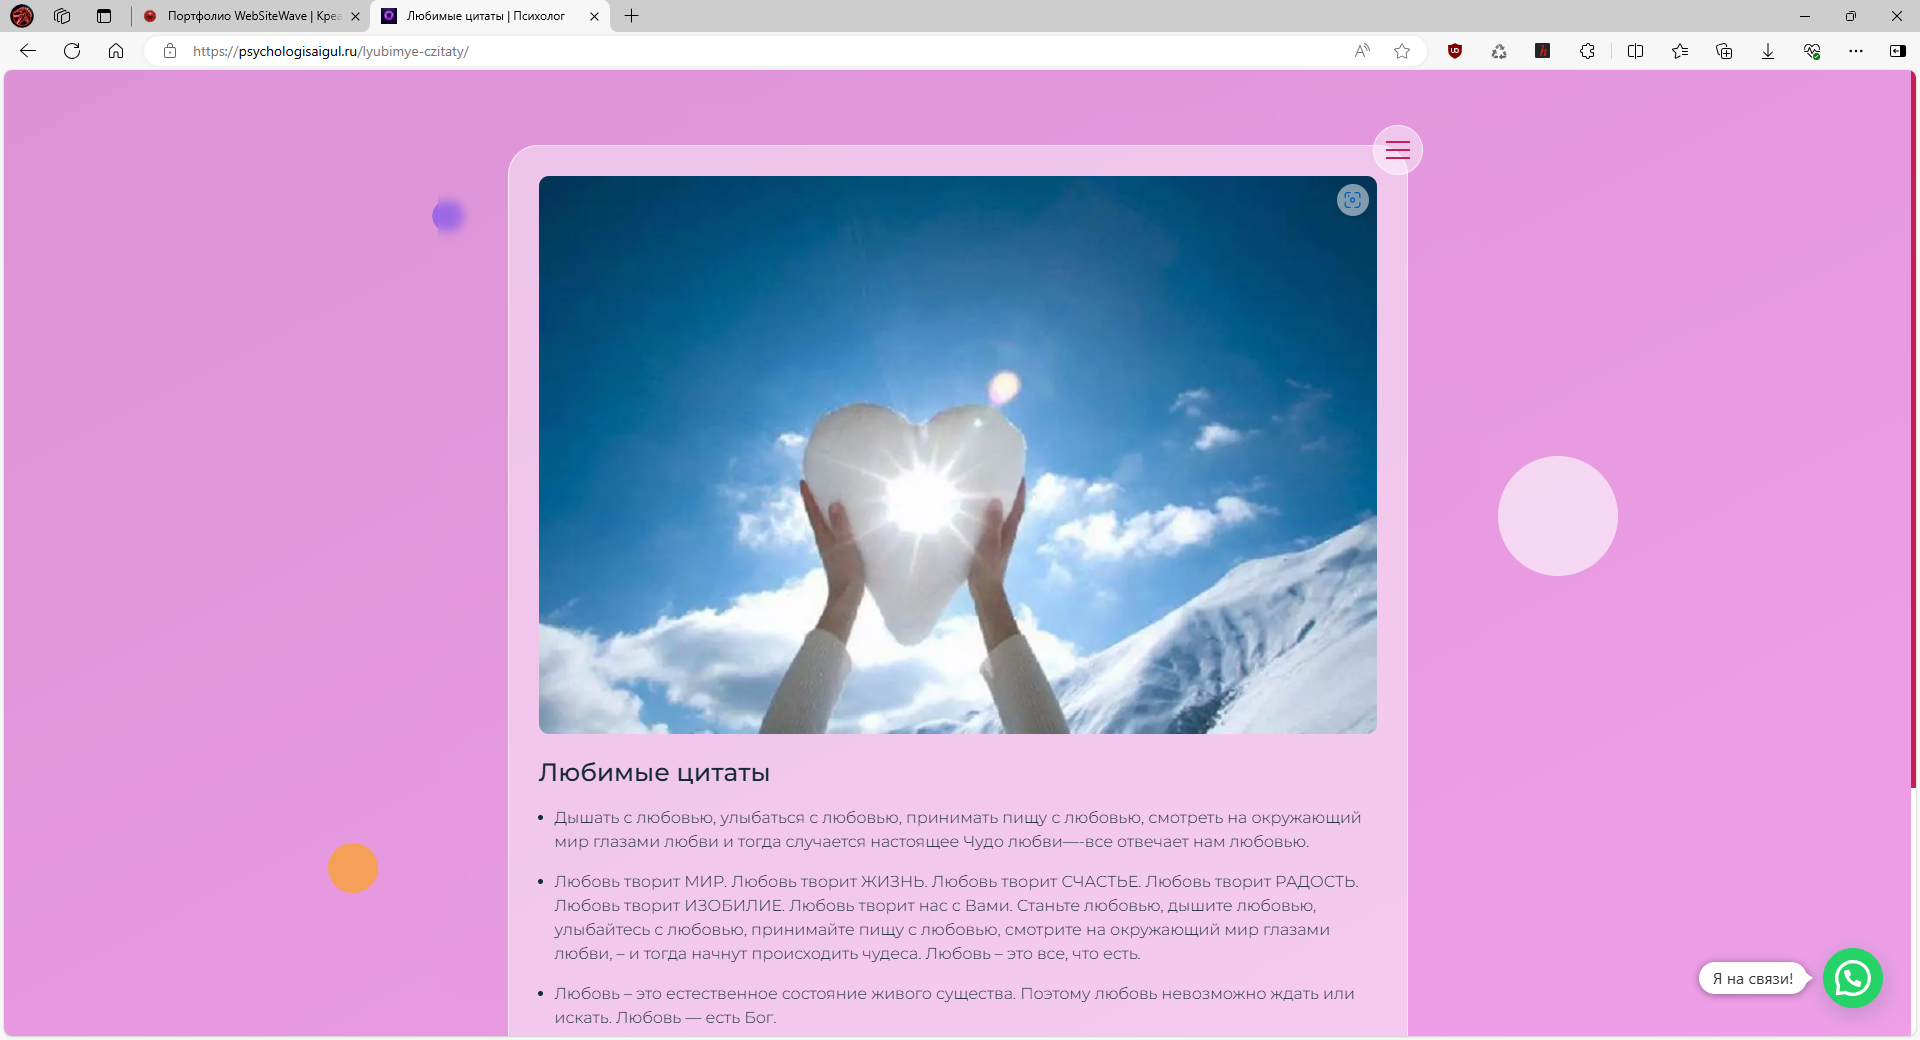 Портфолио WebSiteWave | Креа
Любимые цитаты | Психолог
https://psychologisaigul.ru/lyubimye-czitaty/
Любимые цитаты
Дышать с любовью, улыбаться с любовью, принимать пищу с любовью, смотреть на окружающий
мир глазами любви и тогда случается настоящее Чудо любви—-все отвечает нам любовью.
Любовь творит МИР. Любовь творит ЖИЗНЬ. Любовь творит СЧАСТЬЕ. Любовь творит РАДОСТЬ.
Любовь творит ИЗОБИЛИЕ. Любовь творит нас с Вами. Станьте любовью, дышите любовью,
улыбайтесь с любовью, принимайте пищу с любовью, смотрите на окружающий мир глазами
любви, – и тогда начнут происходить чудеса. Любовь – это все, что есть.
Любовь – это естественное состояние живого существа. Поэтому любовь невозможно ждать или
искать. Любовь — есть Бог.
Я на связи!